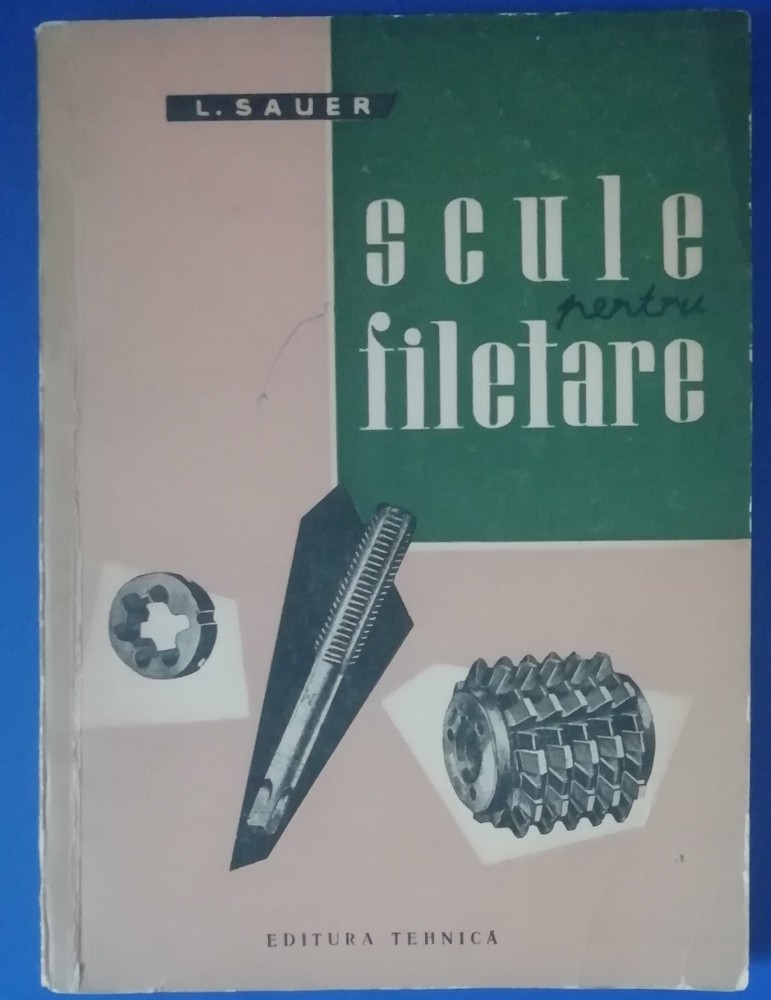 L. SAUER
scule
pentru
filetare
EDITURA TEHNICĂ